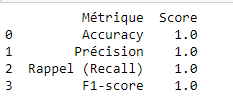 Métrique Score
0 Accuracy 1.0
1 Précision 1.0
2 Rappel (Recall) 1.0
3 F1-score 1.0